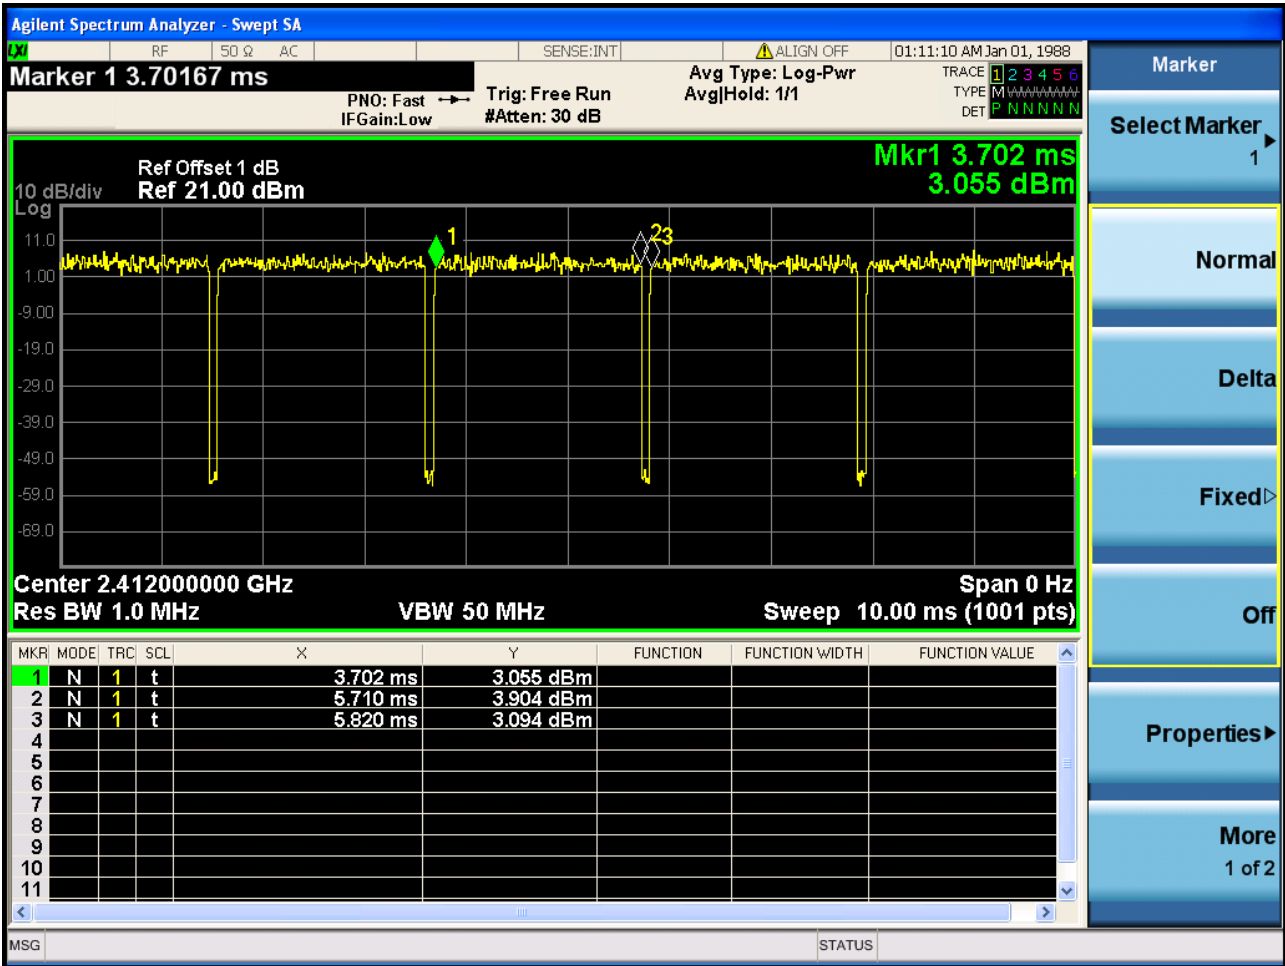 Agilent Spectrum Analyzer - Swept SA
LXI RF 50 Ω AC SENSE:INT ALIGN OFF 01:11:10 AM Jan 01, 1988
Marker 1 3.70167 ms
PNO: Fast
IFGain:Low
Trig: Free Run
#Atten: 30 dB
Avg Type: Log-Pwr
Avg|Hold: 1/1
TRACE 1 2 3 4 5 6
TYPE M W W W W W
DET P N N N N N
Ref Offset 1 dB
10 dB/div Ref 21.00 dBm
Log
Mkr1 3.702 ms
3.055 dBm
11.0
1.00
-9.00
-19.0
-29.0
-39.0
-49.0
-59.0
-69.0
1
2
3
Center 2.412000000 GHz Span 0 Hz
Res BW 1.0 MHz VBW 50 MHz Sweep 10.00 ms (1001 pts)
MKR MODE TRC SCL X Y FUNCTION FUNCTION WIDTH FUNCTION VALUE
1 N 1 t 3.702 ms 3.055 dBm
2 N 1 t 5.710 ms 3.904 dBm
3 N 1 t 5.820 ms 3.094 dBm
4
5
6
7
8
9
10
11
MSG STATUS
Marker
Select Marker
1
Normal
Delta
Fixed
Off
Properties
More
1 of 2